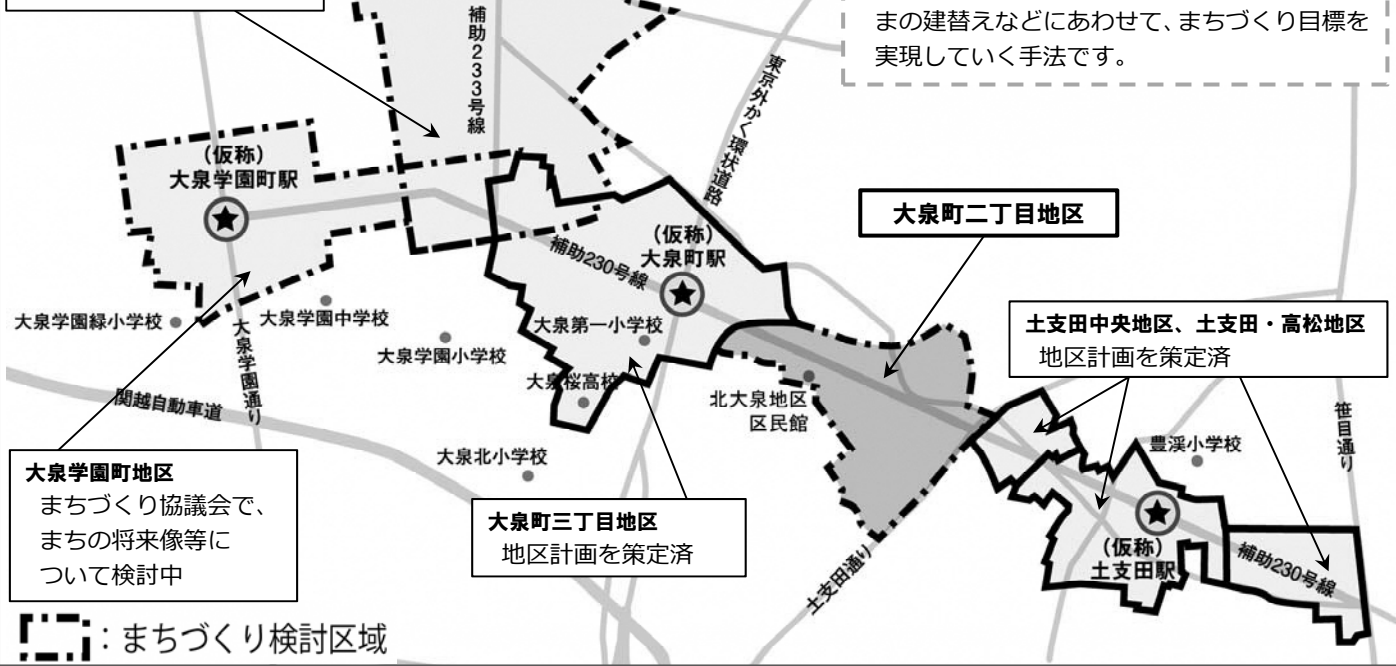 まの建替えなどにあわせて、まちづくり目標を
実現していく手法です。
補助233号線
東京外かく環状道路
(仮称)
大泉学園町駅
大泉町二丁目地区
(仮称)
大泉町駅
補助230号線
土支田中央地区、土支田・高松地区
地区計画を策定済
大泉学園緑小学校
大泉学園中学校
大泉第一小学校
大泉学園小学校
大泉学園通り
大泉桜高校
北大泉地区
区民館
関越自動車道
笹目通り
豊渓小学校
大泉北小学校
大泉学園町地区
まちづくり協議会で、
まちの将来像等に
ついて検討中
大泉町三丁目地区
地区計画を策定済
(仮称)
土支田駅
補助230号線
土支田通り
:まちづくり検討区域